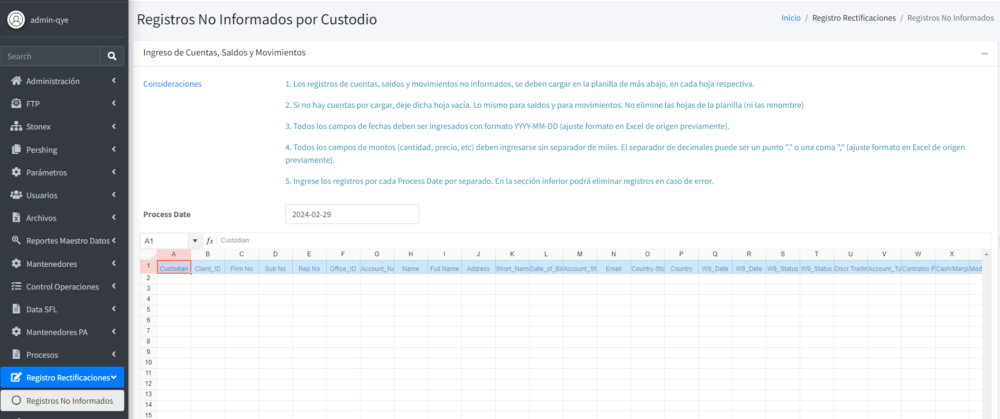 admin-qye
Search
Administración
FTP
Stonex
Pershing
Parámetros
Usuarios
Archivos
Reportes Maestro Datos
Mantenedores
Control Operaciones
Data SFL
Mantenedores PA
Procesos
Registro Rectificaciones
Registros No Informados
Registros No Informados por Custodio
Inicio / Registro Rectificaciones / Registros No Informados
Ingreso de Cuentas, Saldos y Movimientos
Consideraciones
1. Los registros de cuentas, saldos y movimientos no informados, se deben cargar en la planilla de más abajo, en cada hoja respectiva.
2. Si no hay cuentas por cargar, deje dicha hoja vacía. Lo mismo para saldos y para movimientos. No elimine las hojas de la planilla (ni las renombre)
3. Todos los campos de fechas deben ser ingresados con formato YYYY-MM-DD (ajuste formato en Excel de origen previamente).
4. Todos los campos de montos (cantidad, precio, etc) deben ingresarse sin separador de miles. El separador de decimales puede ser un punto "." o una coma "," (ajuste formato en Excel de origen
previamente).
5. Ingrese los registros por cada Process Date por separado. En la sección inferior podrá eliminar registros en caso de error.
Process Date 2024-02-29
A1 fx Custodian
A B C D E F G H I J K L M N O P Q R S T U V W X
1 Custodian Client_ID Firm No Sub No Rep No Office_ID Account_No Name Full Name Address Short_Nam Date_of_Bir Account_St Email Country-Stc Country W8_Date W9_Date W8_Status W9_Status Discr Tradin Account_Ty Contratos P Cash/Margi Mod
2
3
4
5
6
7
8
9
10
11
12
13
14
15